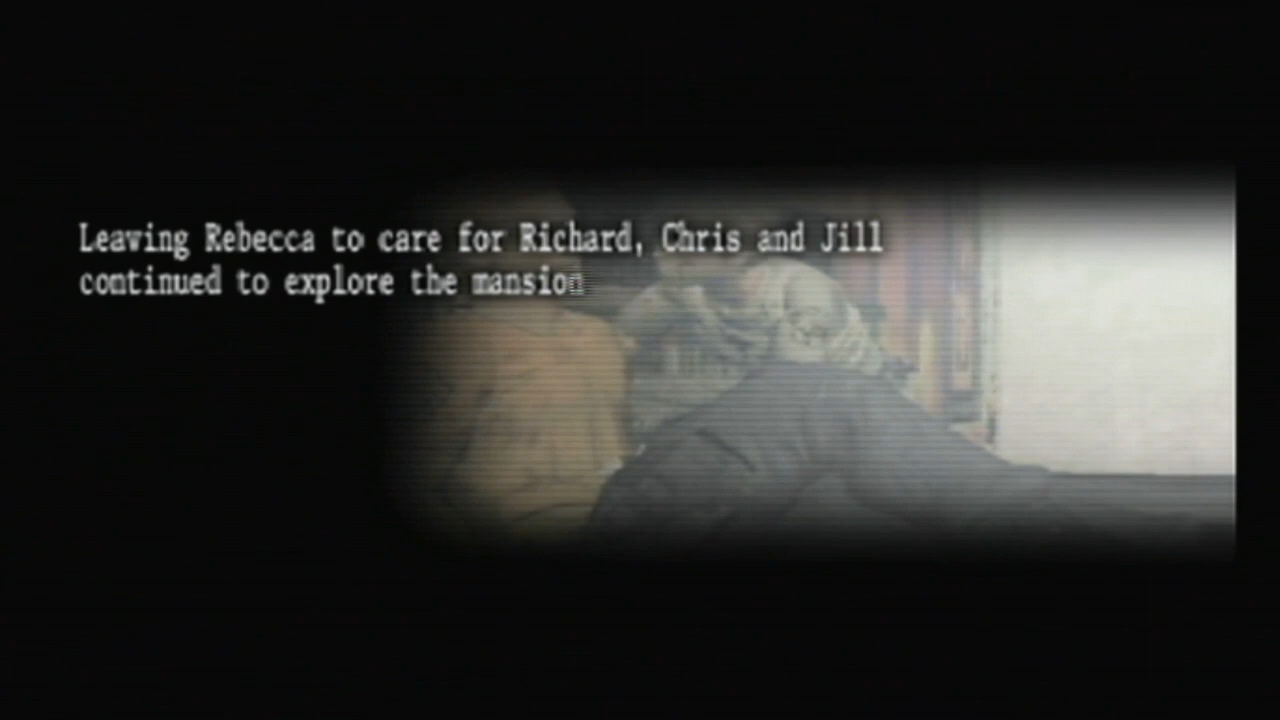 Leaving Rebecca to care for Richard, Chris and Jill
continued to explore the mansion